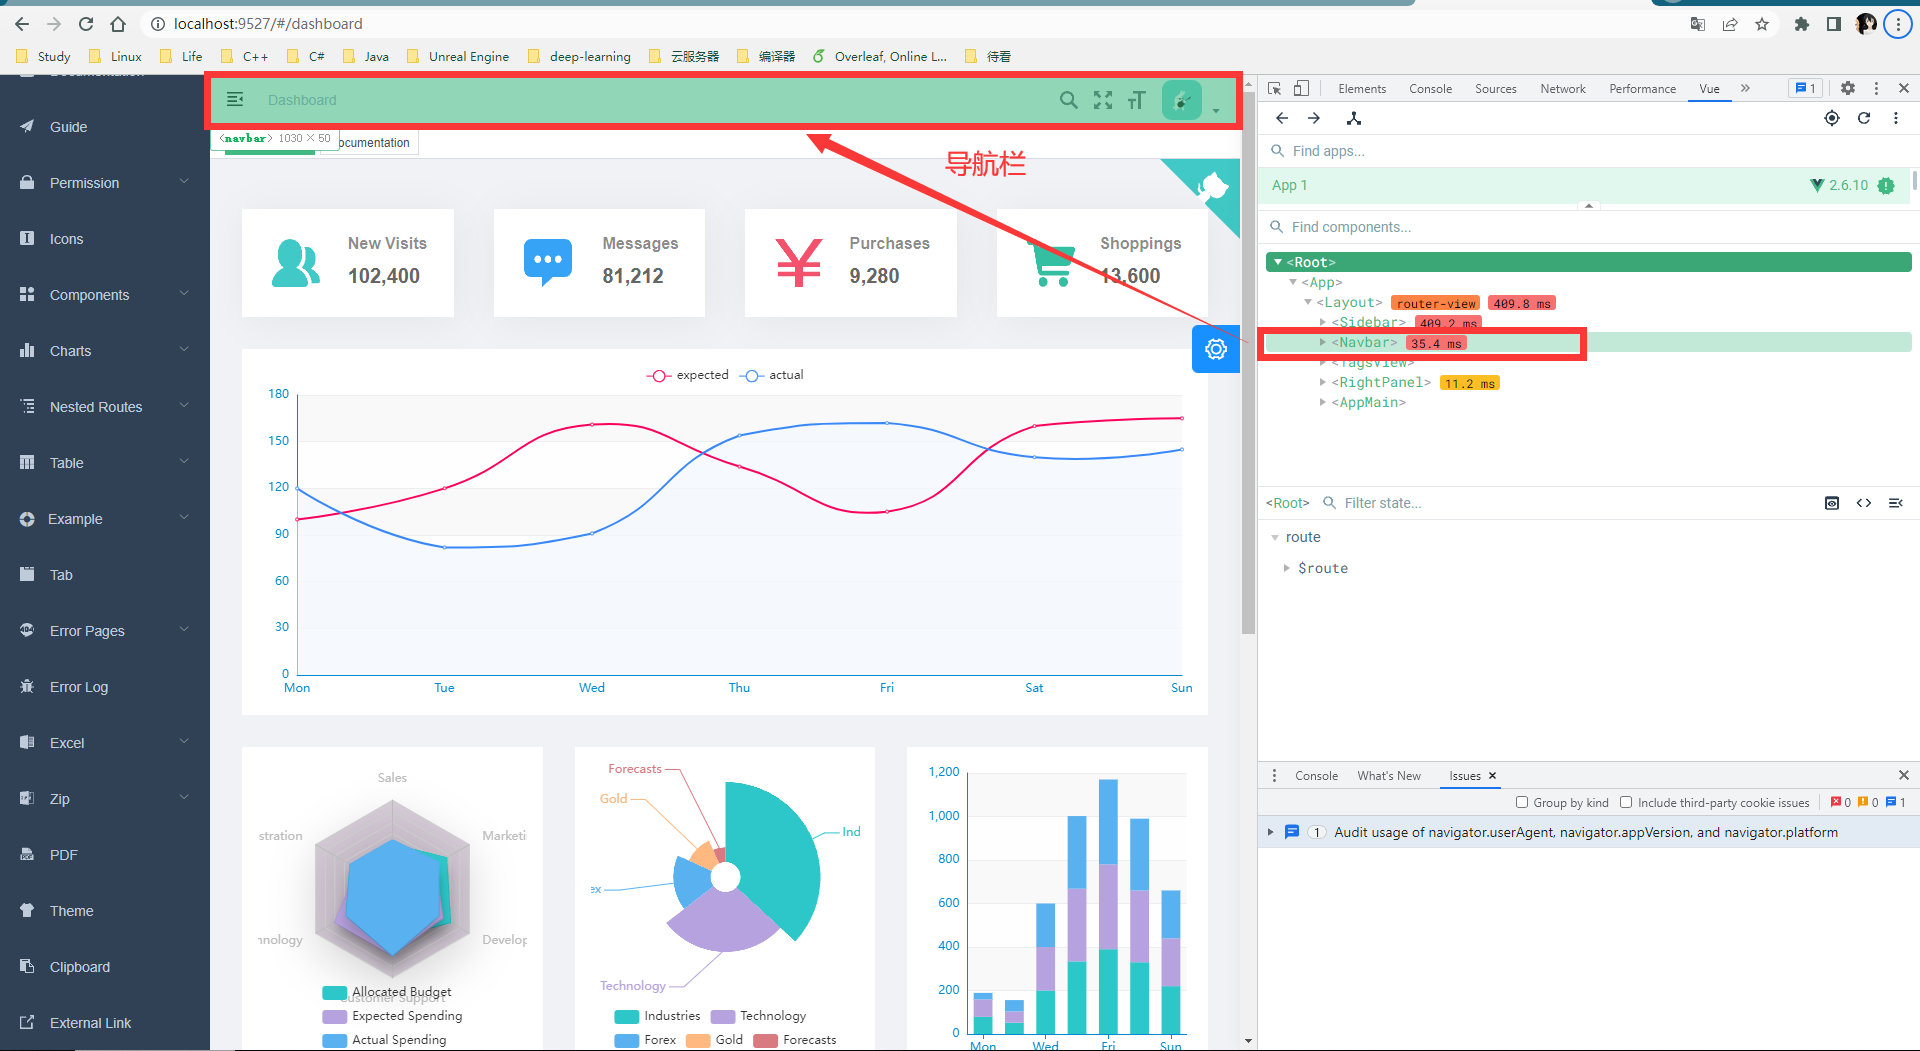 localhost:9527/#/dashboard
Study
Linux
Life
C++
C#
Java
Unreal Engine
deep-learning
云服务器
编译器
Overleaf, Online L...
待看
Guide
Permission
Icons
Components
Charts
Nested Routes
Table
Example
Tab
Error Pages
Error Log
Excel
Zip
PDF
Theme
Clipboard
External Link
Dashboard
<navbar> 1030 × 50
ocumentation
导航栏
New Visits
102,400
Messages
81,212
Purchases
9,280
Shoppings
13,600
expected
actual
180
150
120
90
60
30
0
Mon
Tue
Wed
Thu
Fri
Sat
Sun
Sales
stration
Marketi
hnology
Develop
Customer Support
Allocated Budget
Expected Spending
Actual Spending
Forecasts
Gold
Ind
ex
Technology
Industries
Technology
Forex
Gold
Forecasts
1,200
1,000
800
600
400
200
0
Mon
Wed
Fri
Sun
Elements
Console
Sources
Network
Performance
Vue
1
Find apps...
App 1
2.6.10
Find components...
<Root>
<App>
<Layout> router-view 409.8 ms
<Sidebar> 409.2 ms
<Navbar> 35.4 ms
<TagsView>
<RightPanel> 11.2 ms
<AppMain>
<Root>
Filter state...
route
$route
Console
What's New
Issues
Group by kind
Include third-party cookie issues
0
0
1
1
Audit usage of navigator.userAgent, navigator.appVersion, and navigator.platform